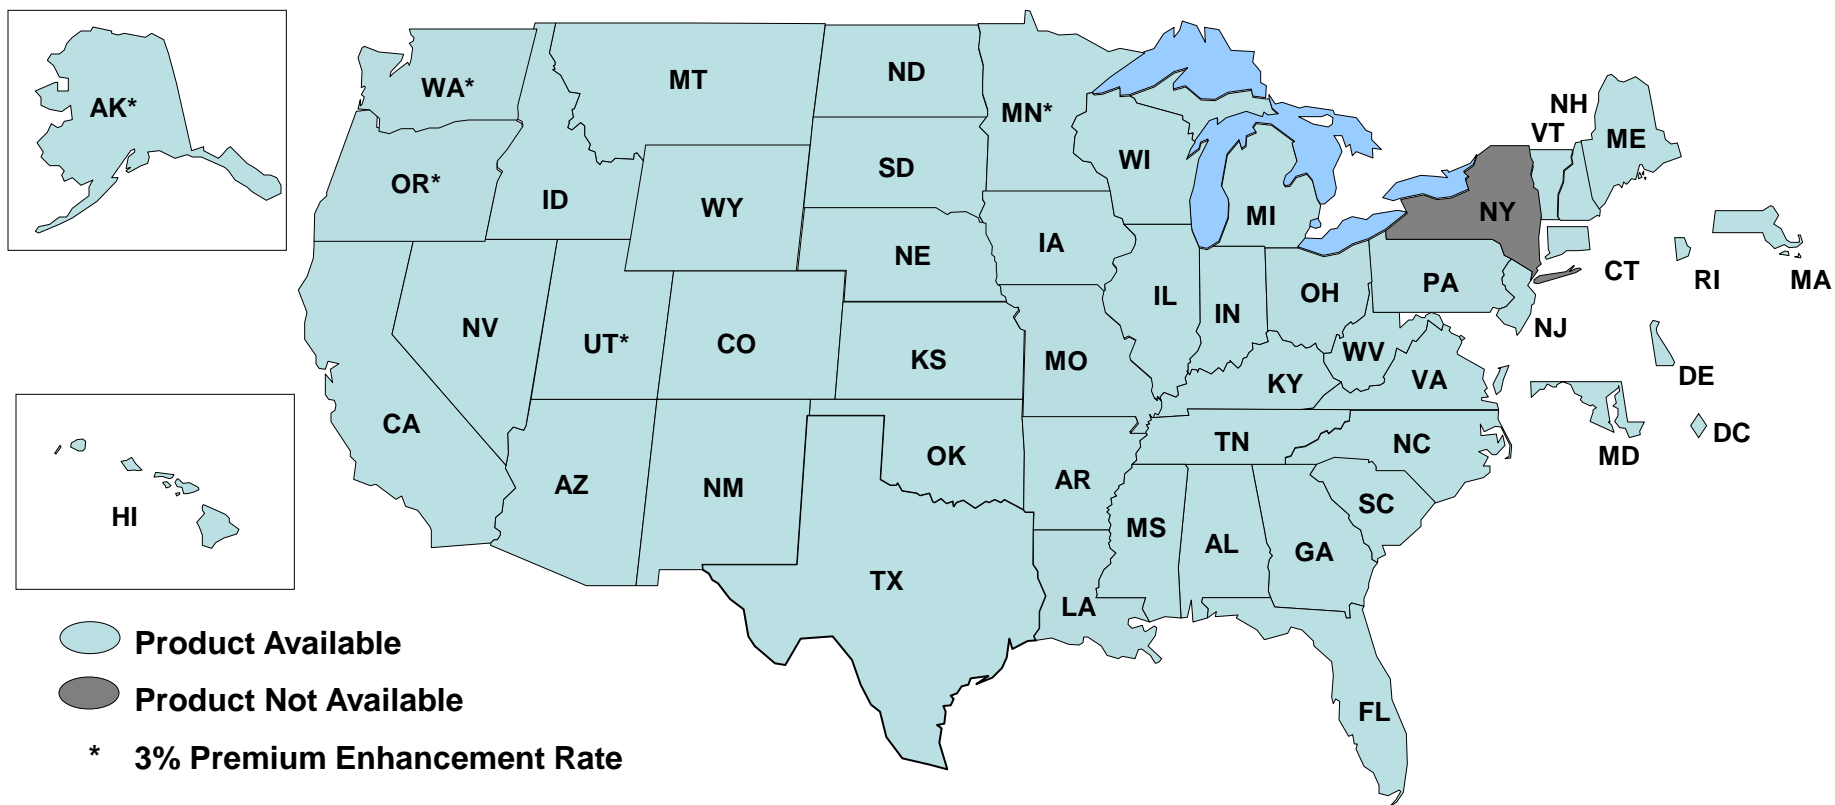 AK*
WA*
MT
ND
MN*
NH
VT
ME
OR*
ID
WY
SD
WI
MI
NY
NE
IA
CT
RI
MA
NV
UT*
CO
KS
MO
IL
IN
OH
PA
NJ
WV
KY
VA
DE
CA
AZ
NM
OK
AR
TN
NC
MD
DC
HI
TX
LA
MS
AL
GA
SC
FL
Product Available
Product Not Available
* 3% Premium Enhancement Rate